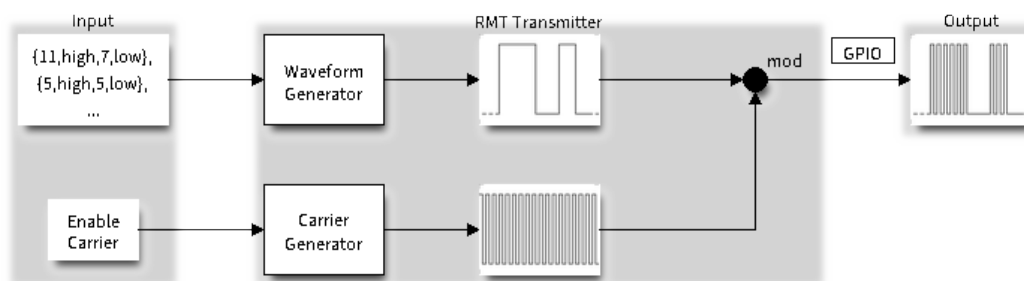 Input
RMT Transmitter
Output
{11,high,7,low},
{5,high,5,low},
...
Waveform
Generator
mod
GPIO
Enable
Carrier
Carrier
Generator